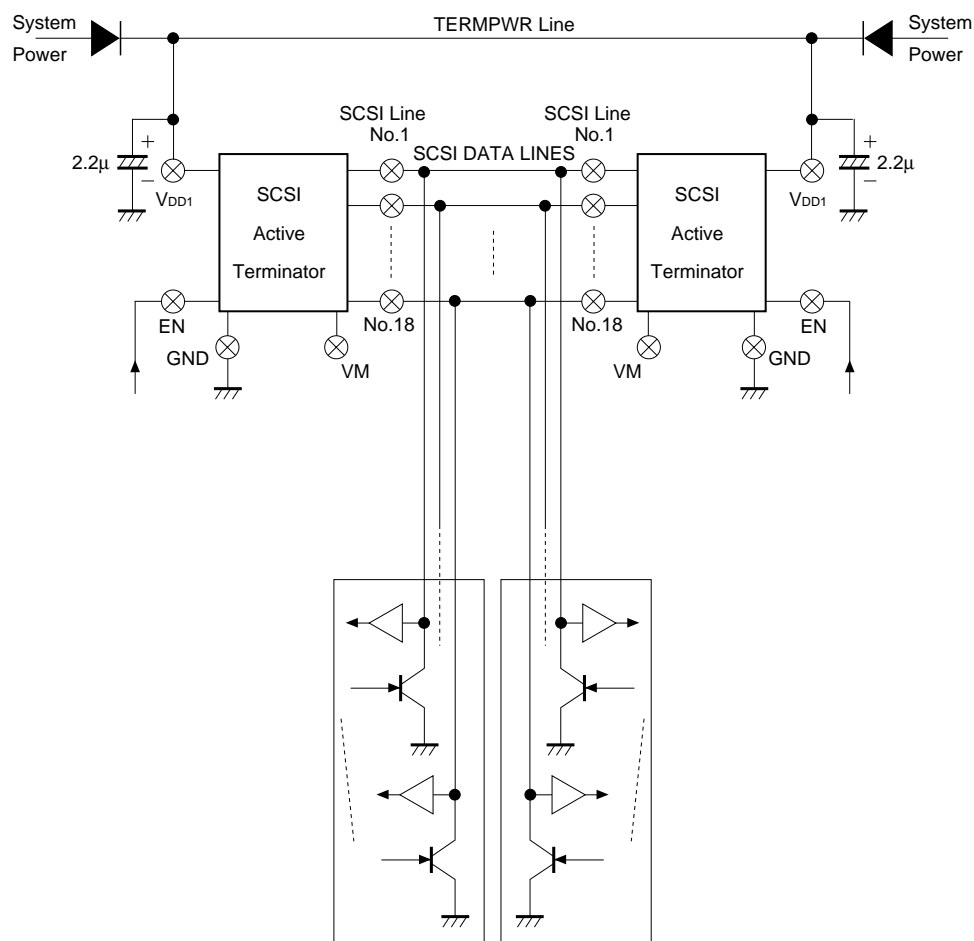 System
Power
TERMPWR Line
System
Power
SCSI Line
No.1
SCSI Line
No.1
SCSI DATA LINES
+
2.2μ
–
VDD1
SCSI
Active
Terminator
SCSI
Active
Terminator
+
2.2μ
–
VDD1
EN
GND
VM
No.18
No.18
VM
GND
EN